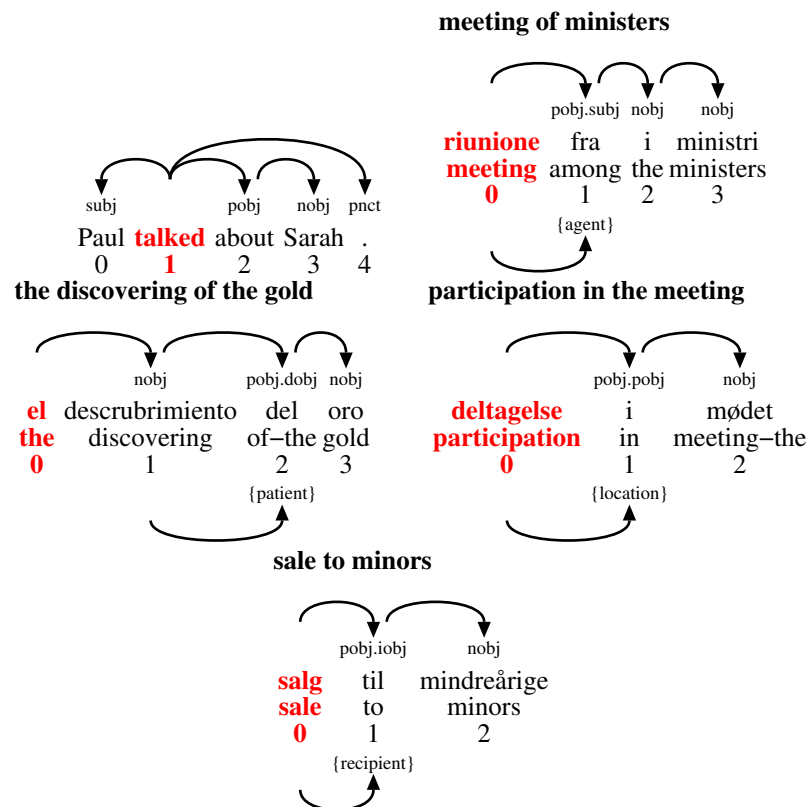 meeting of ministers
pobj.subj nobj nobj
riunione fra i ministri
meeting among the ministers
0 1 2 3
{agent}
subj pobj nobj pnct
Paul talked about Sarah .
0 1 2 3 4
the discovering of the gold
nobj pobj.dobj nobj
el descrubrimiento del oro
the discovering of-the gold
0 1 2 3
{patient}
participation in the meeting
pobj.pobj nobj
deltagelse i mødet
participation in meeting-the
0 1 2
{location}
sale to minors
pobj.iobj nobj
salg til mindreårige
sale to minors
0 1 2
{recipient}